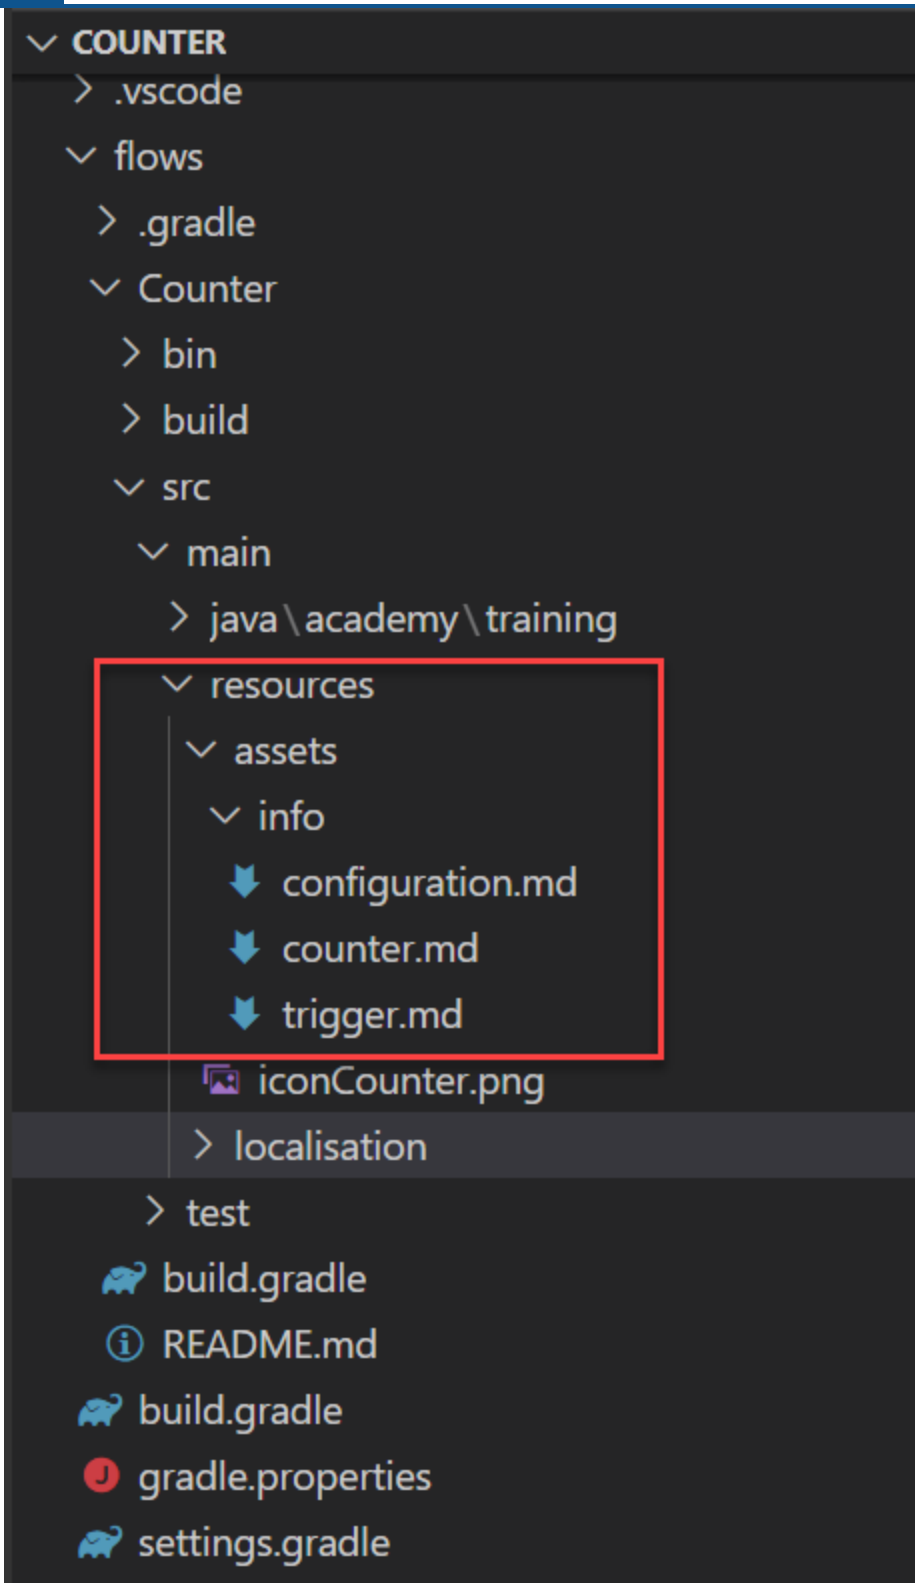 COUNTER
.vscode
flows
.gradle
Counter
bin
build
src
main
java\academy\training
resources
assets
info
configuration.md
counter.md
trigger.md
iconCounter.png
localisation
test
build.gradle
README.md
build.gradle
gradle.properties
settings.gradle